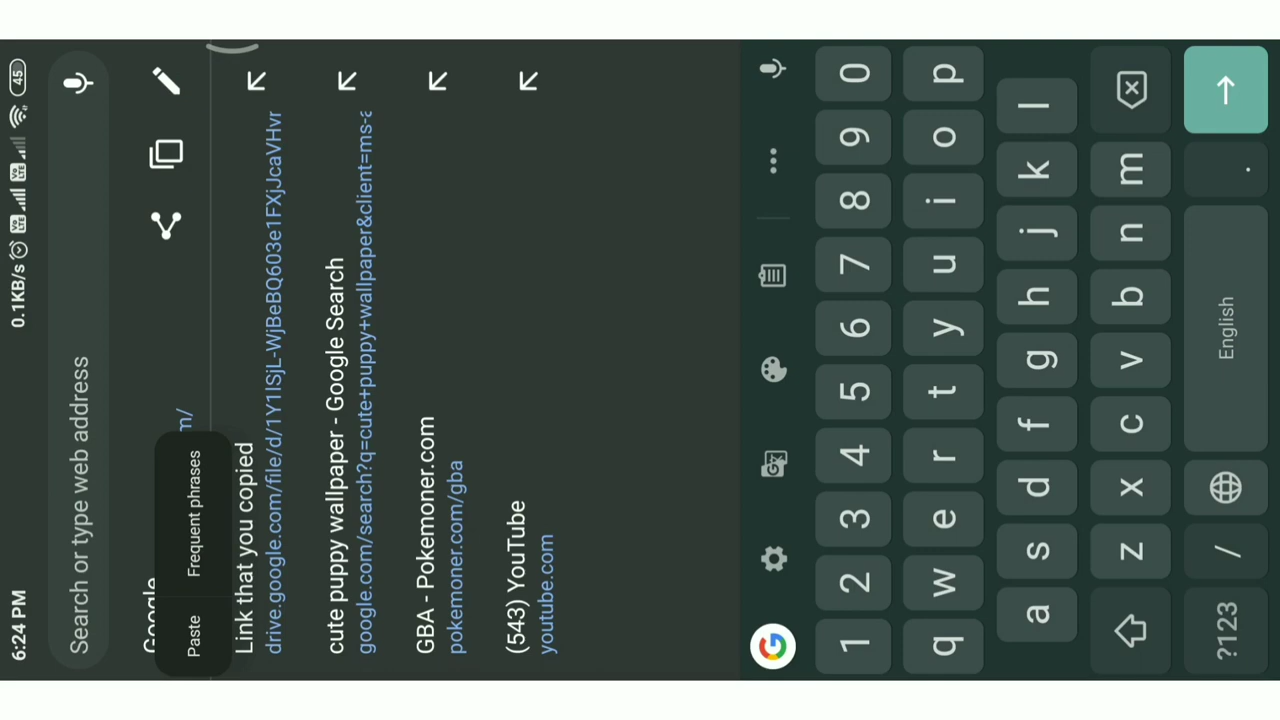 6:24 PM
0.1KB/s
45
Search or type web address
Google
m/
Paste
Frequent phrases
Link that you copied
drive.google.com/file/d/1Y1lSjL-WjBeBQ603e1FXjJcaVHvr
cute puppy wallpaper - Google Search
google.com/search?q=cute+puppy+wallpaper&client=ms-a
GBA - Pokemoner.com
pokemoner.com/gba
(543) YouTube
youtube.com
1 2 3 4 5 6 7 8 9 0
q w e r t y u i o p
a s d f g h j k l
z x c v b n m
?123 / English .